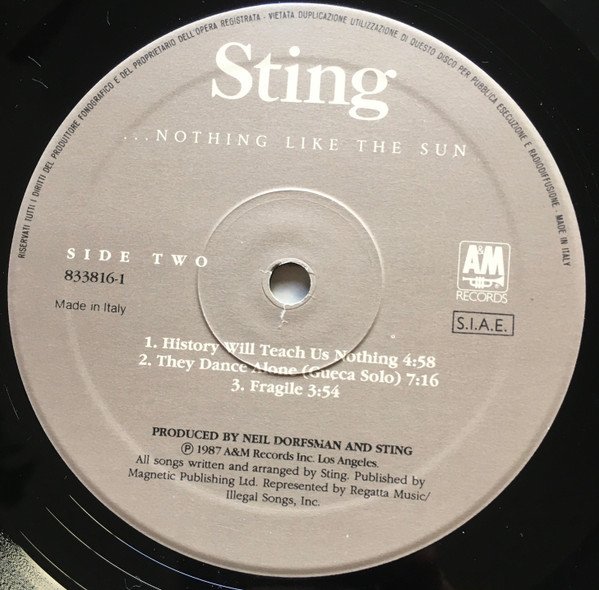 RISERVATI TUTTI I DIRITTI DEL PRODUTTORE FONOGRAFICO E DEL PROPRIETARIO DELL'OPERA REGISTRATA - VIETATA DUPLICAZIONE UTILIZZAZIONE DI QUESTO DISCO PER PUBBLICA ESECUZIONE E RADIODIFFUSIONE - MADE IN ITALY
Sting
...NOTHING LIKE THE SUN
SIDE TWO
833816-1
Made in Italy
A&M
RECORDS
S.I.A.E.
1. History Will Teach Us Nothing 4:58
2. They Dance Alone (Gueca Solo) 7:16
3. Fragile 3:54
PRODUCED BY NEIL DORFSMAN AND STING
Ⓟ 1987 A&M Records Inc. Los Angeles.
All songs written and arranged by Sting. Published by
Magnetic Publishing Ltd. Represented by Regatta Music/
Illegal Songs, Inc.